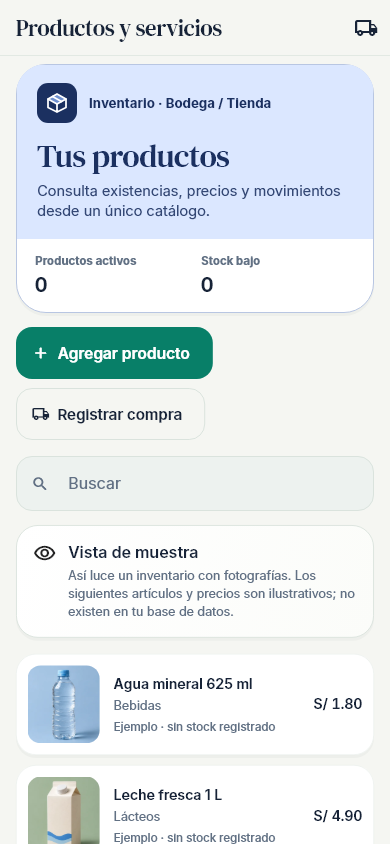 Productos y servicios
Inventario · Bodega / Tienda
Tus productos
Consulta existencias, precios y movimientos
desde un único catálogo.
Productos activos
0
Stock bajo
0
+ Agregar producto
Registrar compra
Buscar
Vista de muestra
Así luce un inventario con fotografías. Los
siguientes artículos y precios son ilustrativos; no
existen en tu base de datos.
Agua mineral 625 ml
Bebidas
Ejemplo · sin stock registrado
S/ 1.80
Leche fresca 1 L
Lácteos
Ejemplo · sin stock registrado
S/ 4.90